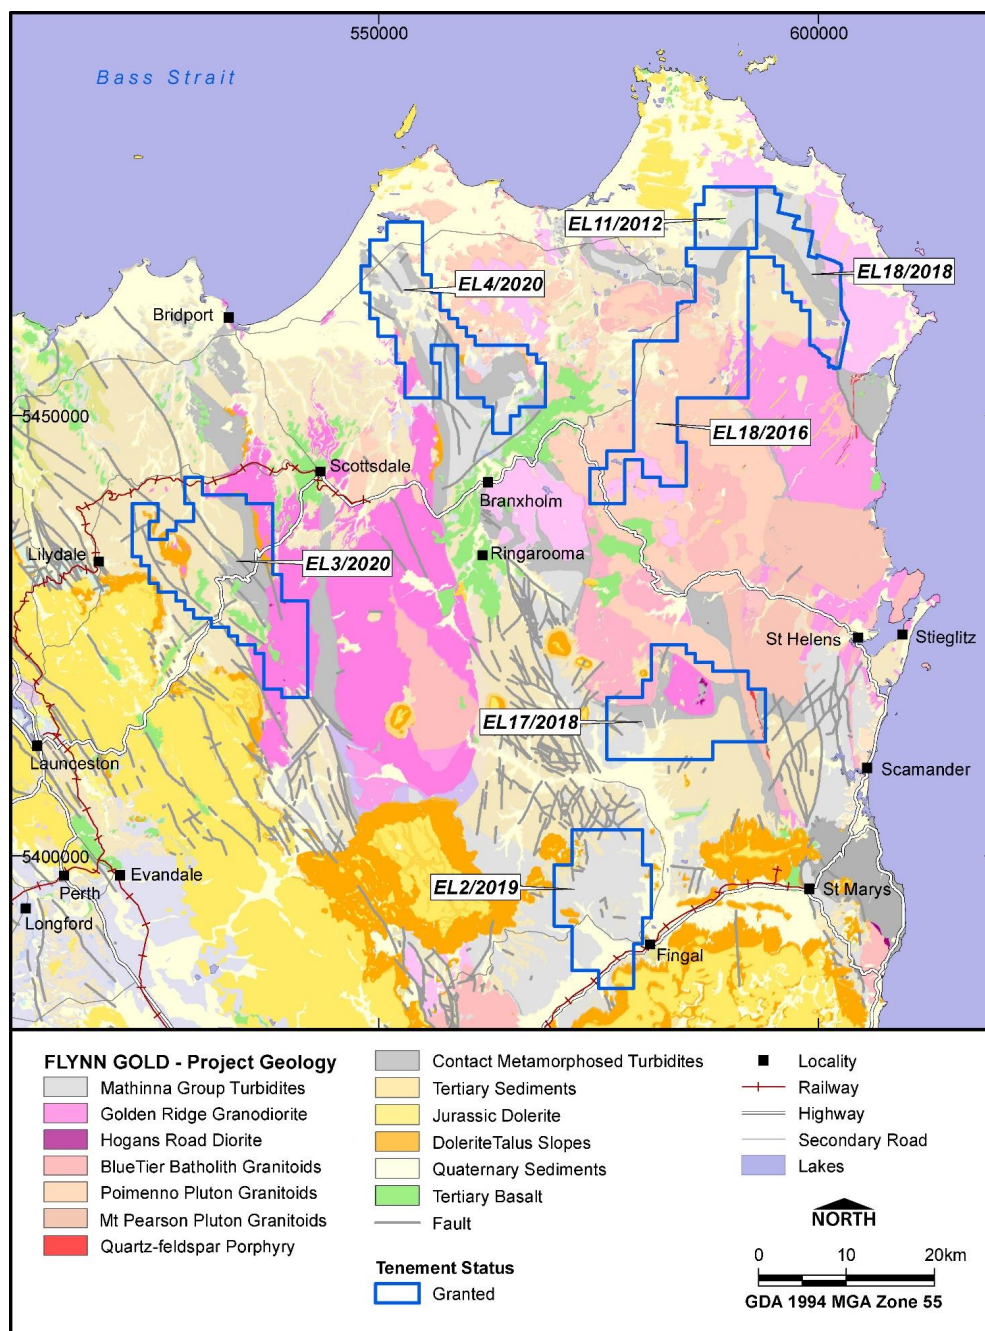 550000
600000
Bass Strait
EL11/2012
EL18/2018
EL4/2020
Bridport
5450000
EL18/2016
Scottsdale
Branxholm
Lilydale
EL3/2020
Ringarooma
St Helens
Stieglitz
EL17/2018
Launceston
Scamander
5400000
Evandale
Perth
EL2/2019
St Marys
Longford
Fingal
FLYNN GOLD - Project Geology
Mathinna Group Turbidites
Golden Ridge Granodiorite
Hogans Road Diorite
BlueTier Batholith Granitoids
Poimenno Pluton Granitoids
Mt Pearson Pluton Granitoids
Quartz-feldspar Porphyry
Contact Metamorphosed Turbidites
Tertiary Sediments
Jurassic Dolerite
DoleriteTalus Slopes
Quaternary Sediments
Tertiary Basalt
Fault
Tenement Status
Granted
Locality
Railway
Highway
Secondary Road
Lakes
NORTH
0 10 20km
GDA 1994 MGA Zone 55